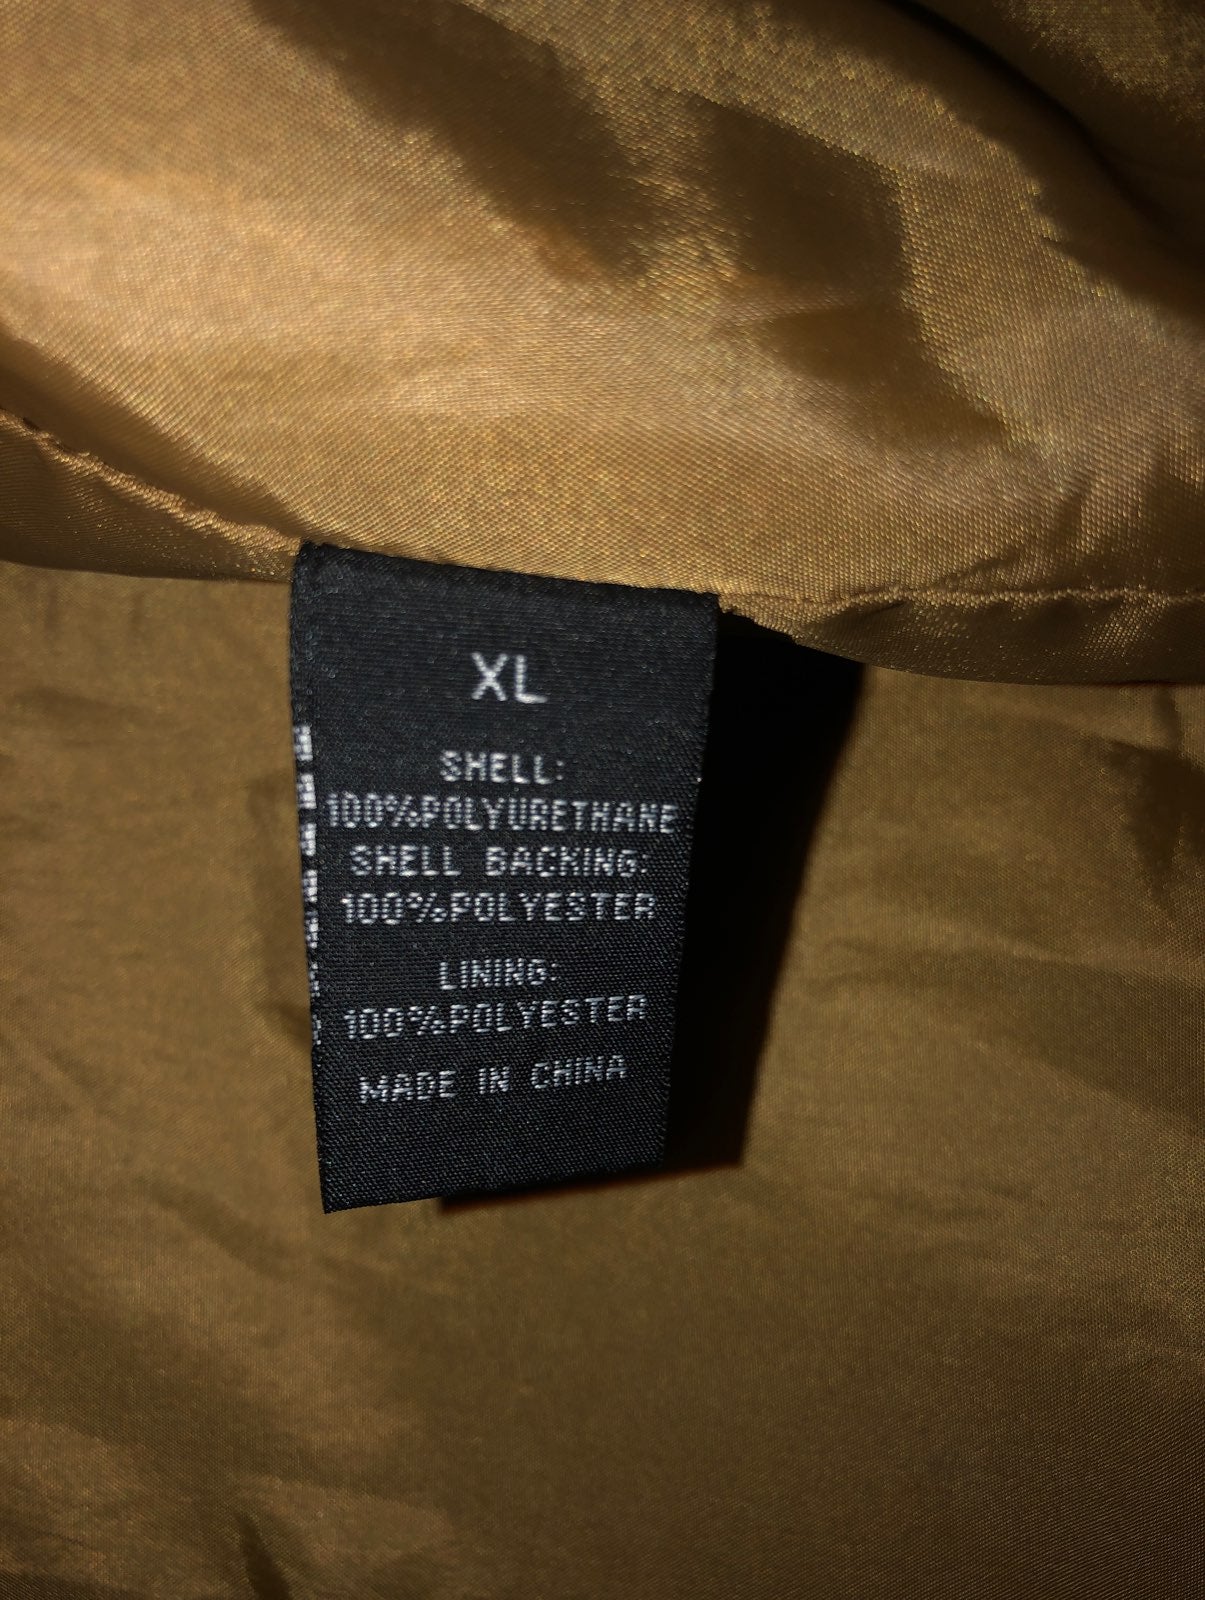 XL
SHELL:
100%POLYURETHANE
SHELL BACKING:
100%POLYESTER
LINING:
100%POLYESTER
MADE IN CHINA